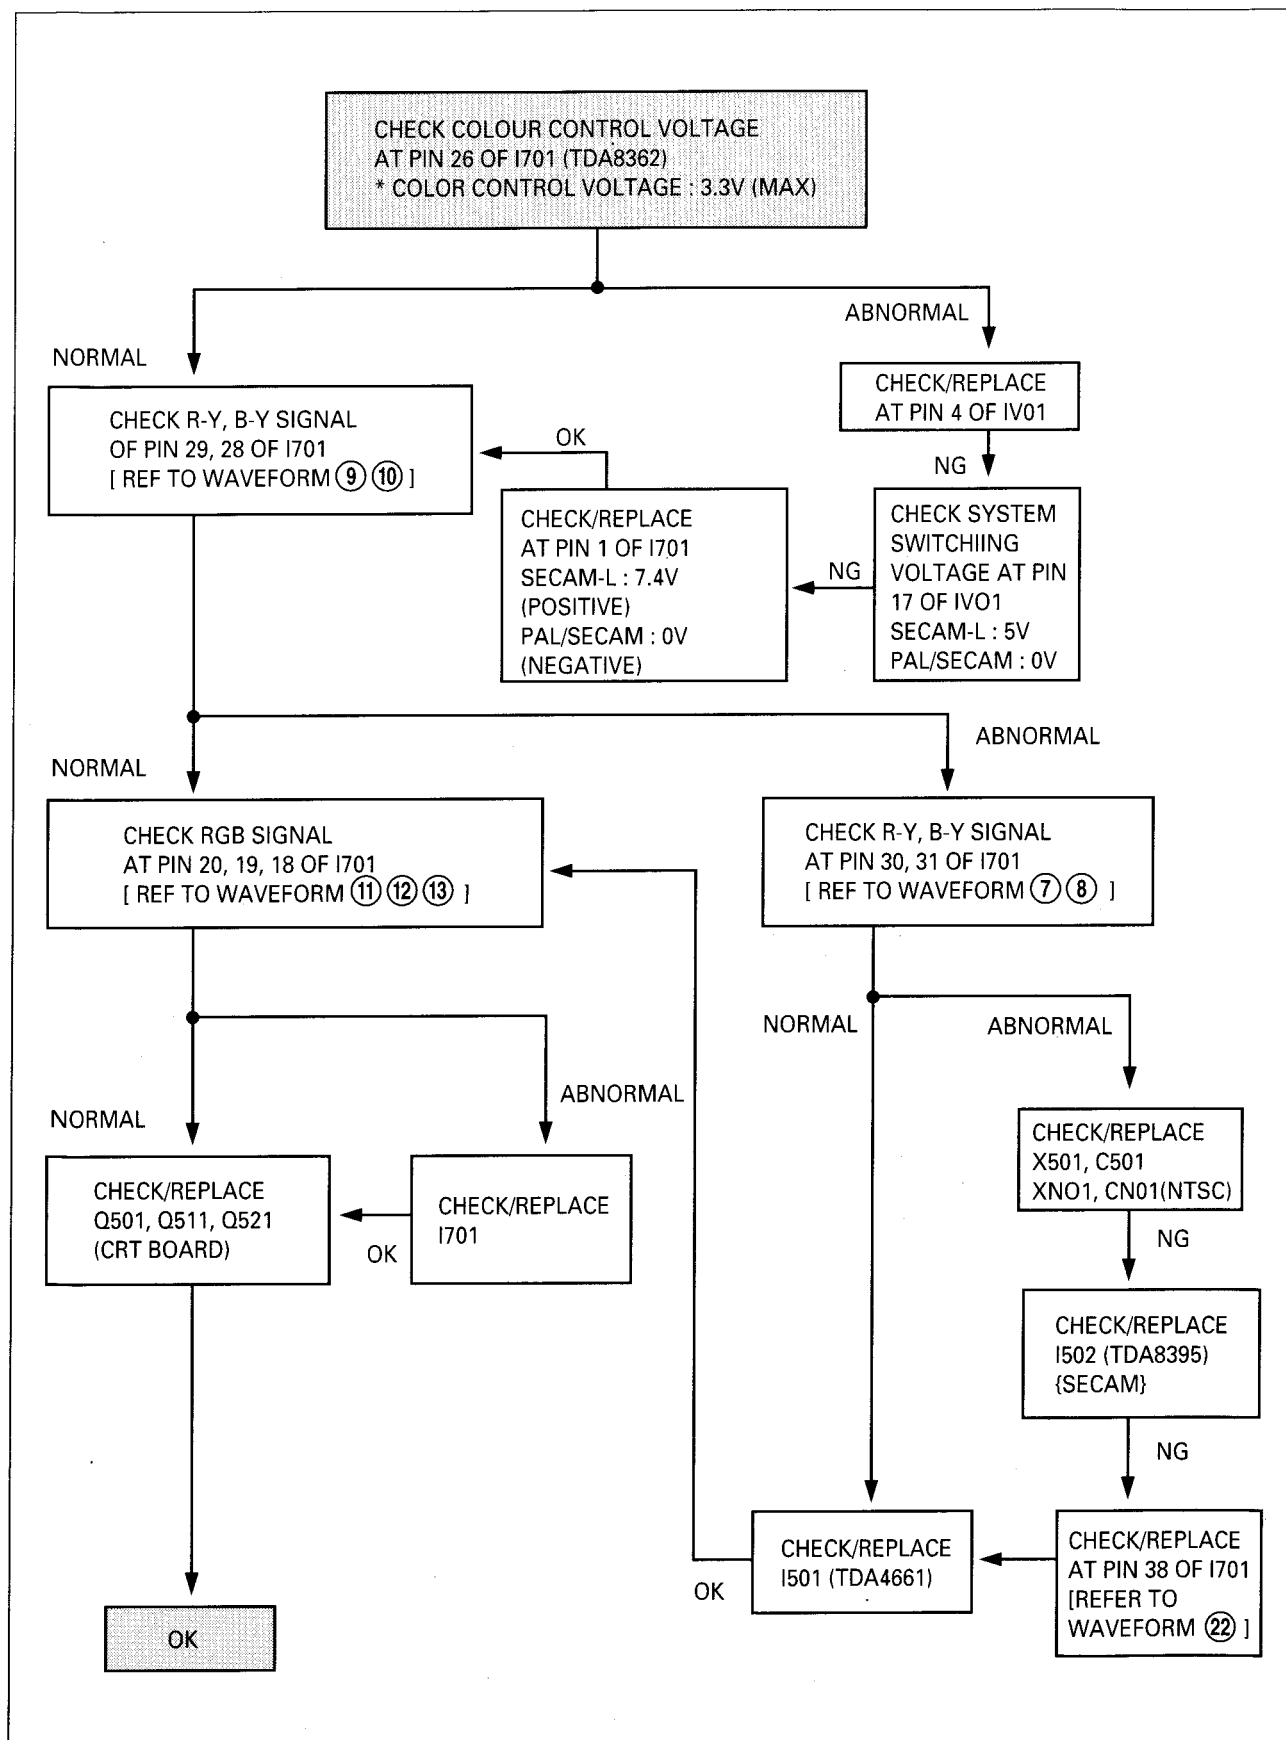 CHECK COLOUR CONTROL VOLTAGE
AT PIN 26 OF I701 (TDA8362)
* COLOR CONTROL VOLTAGE : 3.3V (MAX)
NORMAL
ABNORMAL
CHECK R-Y, B-Y SIGNAL
OF PIN 29, 28 OF I701
[ REF TO WAVEFORM ⑨ ⑩ ]
CHECK/REPLACE
AT PIN 4 OF IV01
OK
NG
CHECK/REPLACE
AT PIN 1 OF I701
SECAM-L : 7.4V
(POSITIVE)
PAL/SECAM : 0V
(NEGATIVE)
NG
CHECK SYSTEM
SWITCHIING
VOLTAGE AT PIN
17 OF IVO1
SECAM-L : 5V
PAL/SECAM : 0V
NORMAL
ABNORMAL
CHECK RGB SIGNAL
AT PIN 20, 19, 18 OF I701
[ REF TO WAVEFORM ⑪ ⑫ ⑬ ]
CHECK R-Y, B-Y SIGNAL
AT PIN 30, 31 OF I701
[ REF TO WAVEFORM ⑦ ⑧ ]
NORMAL
ABNORMAL
NORMAL
ABNORMAL
CHECK/REPLACE
Q501, Q511, Q521
(CRT BOARD)
OK
CHECK/REPLACE
I701
CHECK/REPLACE
X501, C501
XNO1, CN01(NTSC)
NG
CHECK/REPLACE
I502 (TDA8395)
{SECAM}
NG
CHECK/REPLACE
AT PIN 38 OF I701
[REFER TO
WAVEFORM ㉒ ]
CHECK/REPLACE
I501 (TDA4661)
OK
OK